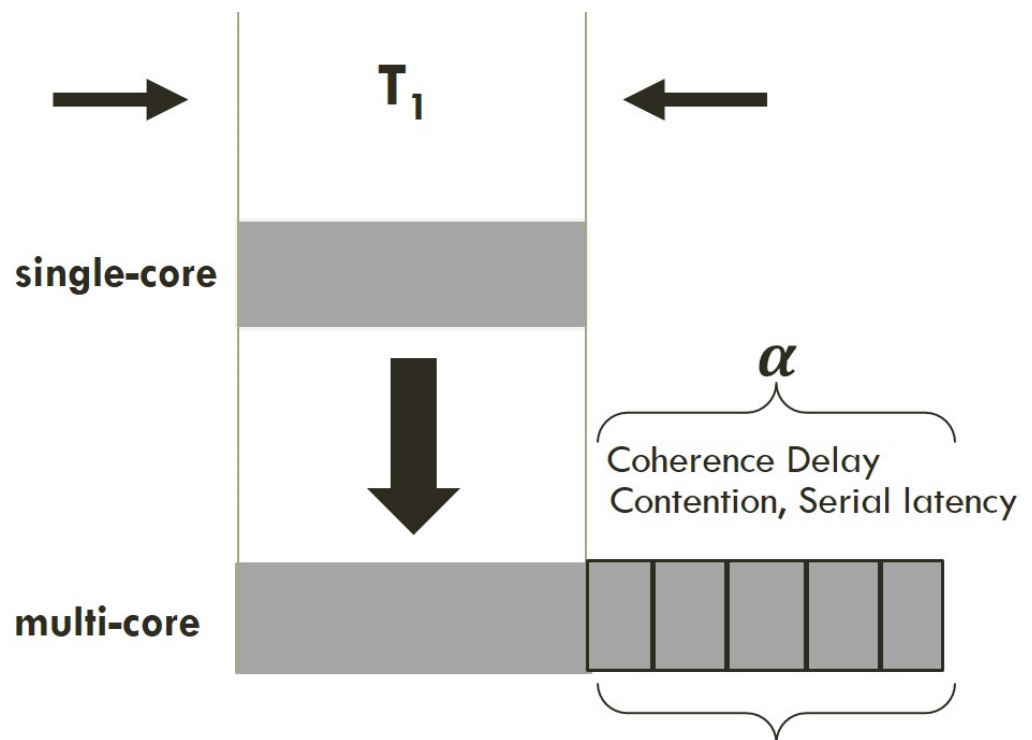 T₁
single-core
α
Coherence Delay
Contention, Serial latency
multi-core